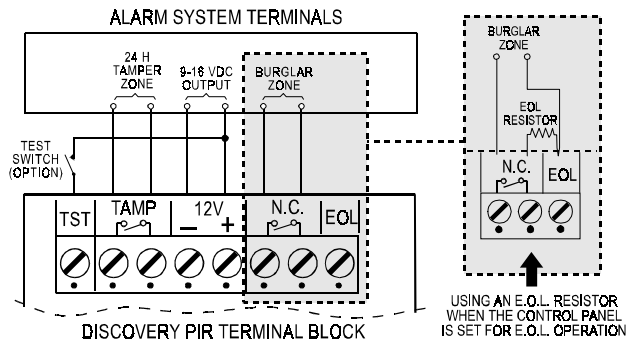 ALARM SYSTEM TERMINALS
24 H
TAMPER
ZONE
9-16 VDC
OUTPUT
BURGLAR
ZONE
TEST
SWITCH
(OPTION)
TST
TAMP
12V
– +
N.C.
EOL
DISCOVERY PIR TERMINAL BLOCK
BURGLAR
ZONE
EOL
RESISTOR
N.C.
EOL
USING AN E.O.L. RESISTOR
WHEN THE CONTROL PANEL
IS SET FOR E.O.L. OPERATION